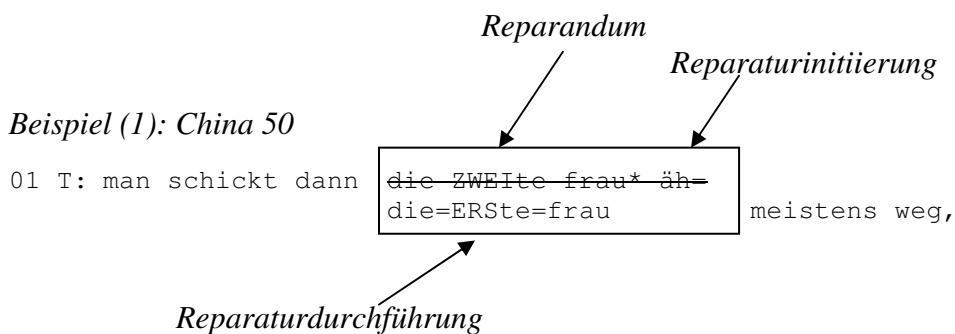 Reparandum
Reparaturinitiierung
Beispiel (1): China 50
01 T: man schickt dann die ZWEIte frau* äh=
die=ERSte=frau meistens weg,
Reparaturdurchführung